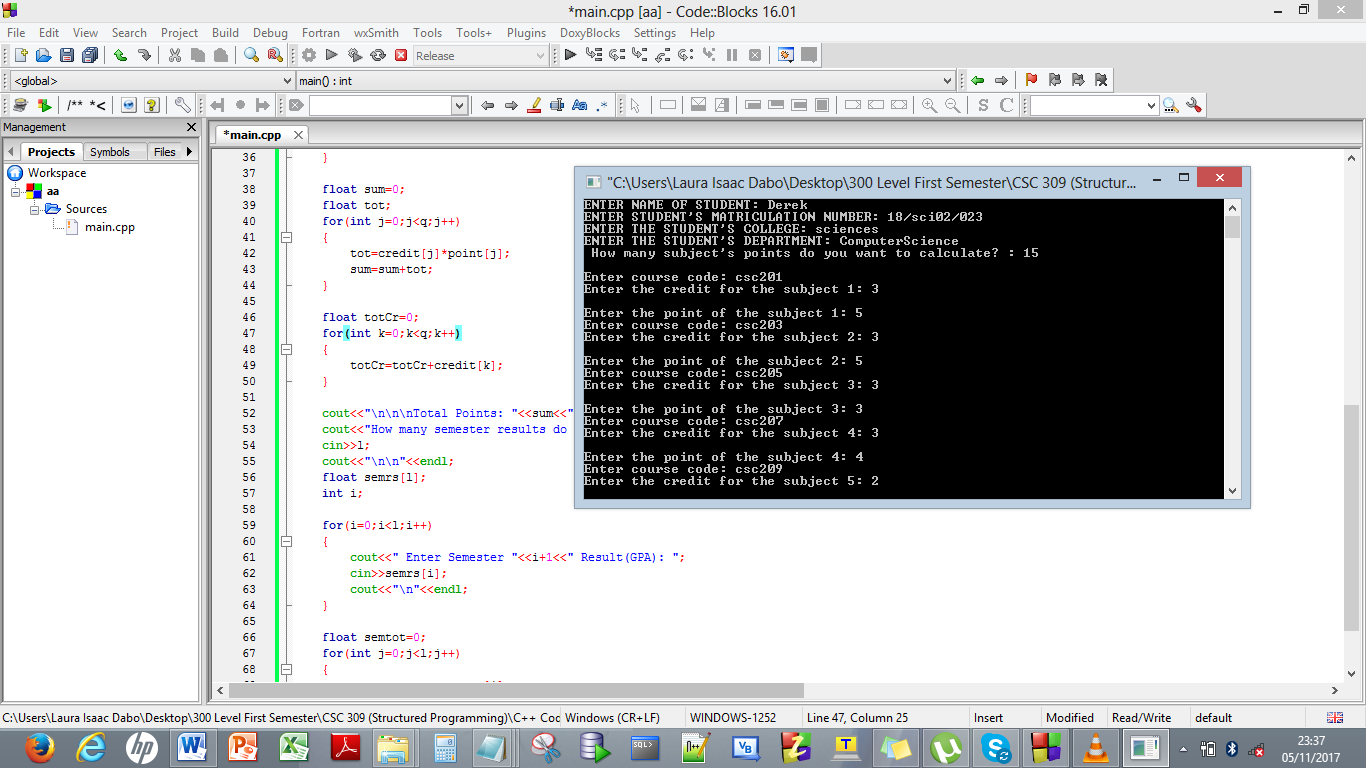 *main.cpp [aa] - Code::Blocks 16.01
File Edit View Search Project Build Debug Fortran wxSmith Tools Tools+ Plugins DoxyBlocks Settings Help
Release
<global> main() : int
/** *<
Aa .*
S C
Management
Projects Symbols Files
Workspace
aa
Sources
main.cpp
*main.cpp
36 }
37
38 float sum=0;
39 float tot;
40 for(int j=0;j<q;j++)
41 {
42 tot=credit[j]*point[j];
43 sum=sum+tot;
44 }
45
46 float totCr=0;
47 for(int k=0;k<q;k++)
48 {
49 totCr=totCr+credit[k];
50 }
51
52 cout<<"\n\n\nTotal Points: "<<sum<<"
53 cout<<"How many semester results do
54 cin>>l;
55 cout<<"\n\n"<<endl;
56 float semrs[l];
57 int i;
58
59 for(i=0;i<l;i++)
60 {
61 cout<<" Enter Semester "<<i+1<<" Result(GPA): ";
62 cin>>semrs[i];
63 cout<<"\n"<<endl;
64 }
65
66 float semtot=0;
67 for(int j=0;j<l;j++)
68 {
"C:\Users\Laura Isaac Dabo\Desktop\300 Level First Semester\CSC 309 (Structur...
ENTER NAME OF STUDENT: Derek
ENTER STUDENT'S MATRICULATION NUMBER: 18/sci02/023
ENTER THE STUDENT'S COLLEGE: sciences
ENTER THE STUDENT'S DEPARTMENT: ComputerScience
How many subject's points do you want to calculate? : 15
Enter course code: csc201
Enter the credit for the subject 1: 3
Enter the point of the subject 1: 5
Enter course code: csc203
Enter the credit for the subject 2: 3
Enter the point of the subject 2: 5
Enter course code: csc205
Enter the credit for the subject 3: 3
Enter the point of the subject 3: 3
Enter course code: csc207
Enter the credit for the subject 4: 3
Enter the point of the subject 4: 4
Enter course code: csc209
Enter the credit for the subject 5: 2
C:\Users\Laura Isaac Dabo\Desktop\300 Level First Semester\CSC 309 (Structured Programming)\C++ Coc Windows (CR+LF) WINDOWS-1252 Line 47, Column 25 Insert Modified Read/Write default
23:37
05/11/2017